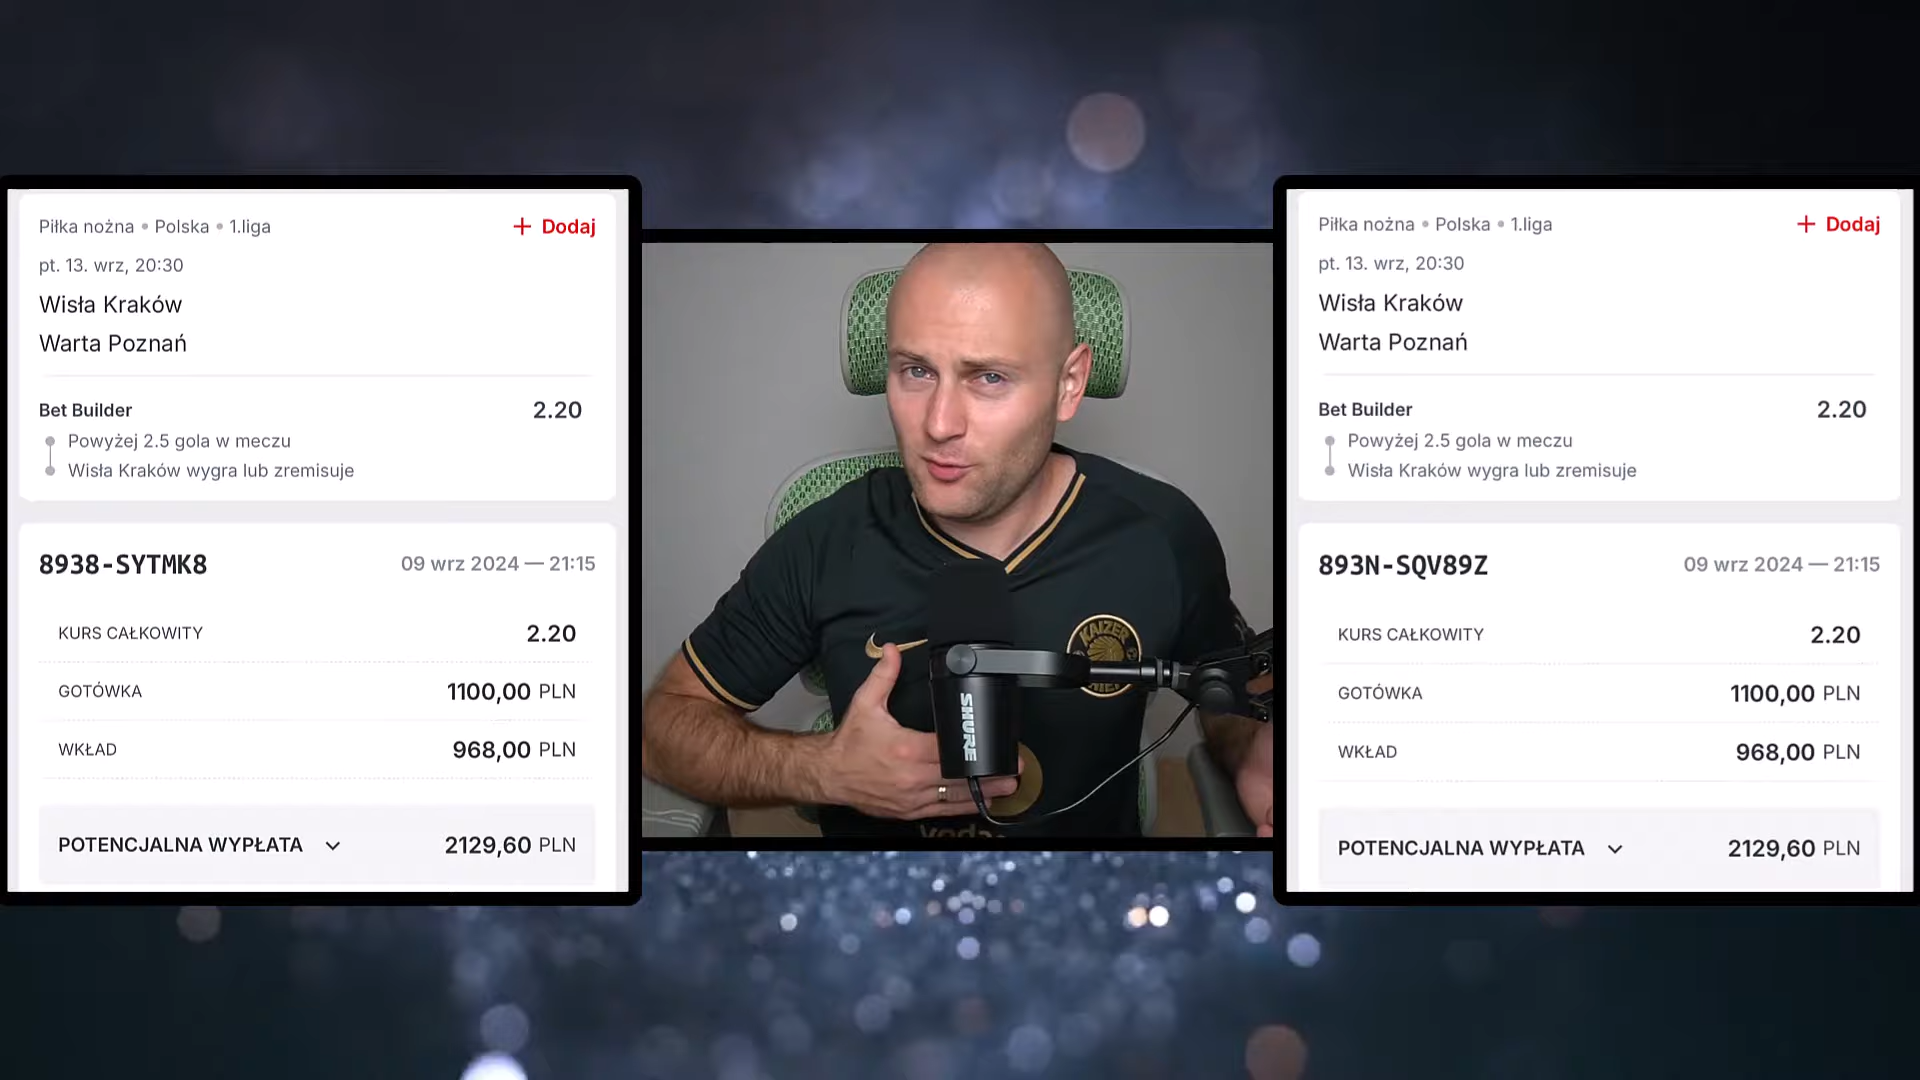 Piłka nożna • Polska • 1.liga
+ Dodaj
pt. 13. wrz, 20:30
Wisła Kraków
Warta Poznań
Bet Builder
2.20
Powyżej 2.5 gola w meczu
Wisła Kraków wygra lub zremisuje
8938-SYTMK8
09 wrz 2024 — 21:15
KURS CAŁKOWITY
2.20
GOTÓWKA
1100,00 PLN
WKŁAD
968,00 PLN
POTENCJALNA WYPŁATA
2129,60 PLN
KAIZER
SHURE
Piłka nożna • Polska • 1.liga
+ Dodaj
pt. 13. wrz, 20:30
Wisła Kraków
Warta Poznań
Bet Builder
2.20
Powyżej 2.5 gola w meczu
Wisła Kraków wygra lub zremisuje
893N-SQV89Z
09 wrz 2024 — 21:15
KURS CAŁKOWITY
2.20
GOTÓWKA
1100,00 PLN
WKŁAD
968,00 PLN
POTENCJALNA WYPŁATA
2129,60 PLN